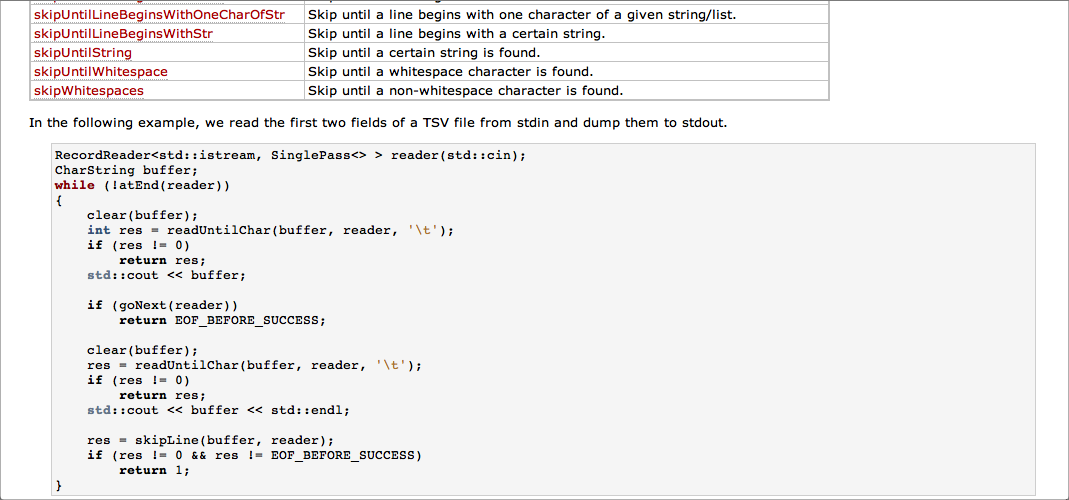 skipUntilLineBeginsWithOneCharOfStr Skip until a line begins with one character of a given string/list.
skipUntilLineBeginsWithStr Skip until a line begins with a certain string.
skipUntilString Skip until a certain string is found.
skipUntilWhitespace Skip until a whitespace character is found.
skipWhitespaces Skip until a non-whitespace character is found.
In the following example, we read the first two fields of a TSV file from stdin and dump them to stdout.
RecordReader<std::istream, SinglePass<> > reader(std::cin);
CharString buffer;
while (!atEnd(reader))
{
    clear(buffer);
    int res = readUntilChar(buffer, reader, '\t');
    if (res != 0)
        return res;
    std::cout << buffer;
    if (goNext(reader))
        return EOF_BEFORE_SUCCESS;
    clear(buffer);
    res = readUntilChar(buffer, reader, '\t');
    if (res != 0)
        return res;
    std::cout << buffer << std::endl;
    res = skipLine(buffer, reader);
    if (res != 0 && res != EOF_BEFORE_SUCCESS)
        return 1;
}